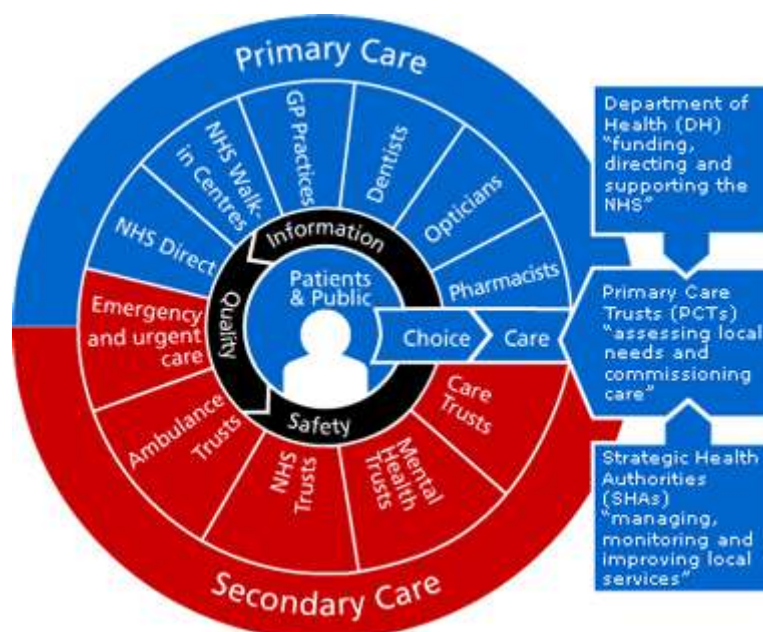 Primary Care
NHS Direct
NHS Walk-
in Centres
GP Practices
Dentists
Opticians
Pharmacists
Information
Quality
Safety
Patients
& Public
Choice
Care
Emergency
and urgent
care
Ambulance
Trusts
NHS
Trusts
Mental
Health
Trusts
Care
Trusts
Secondary Care
Department of
Health (DH)
"funding,
directing and
supporting the
NHS"
Primary Care
Trusts (PCTs)
"assessing local
needs and
commissioning
care"
Strategic Health
Authorities
(SHAs)
"managing,
monitoring and
improving local
services"